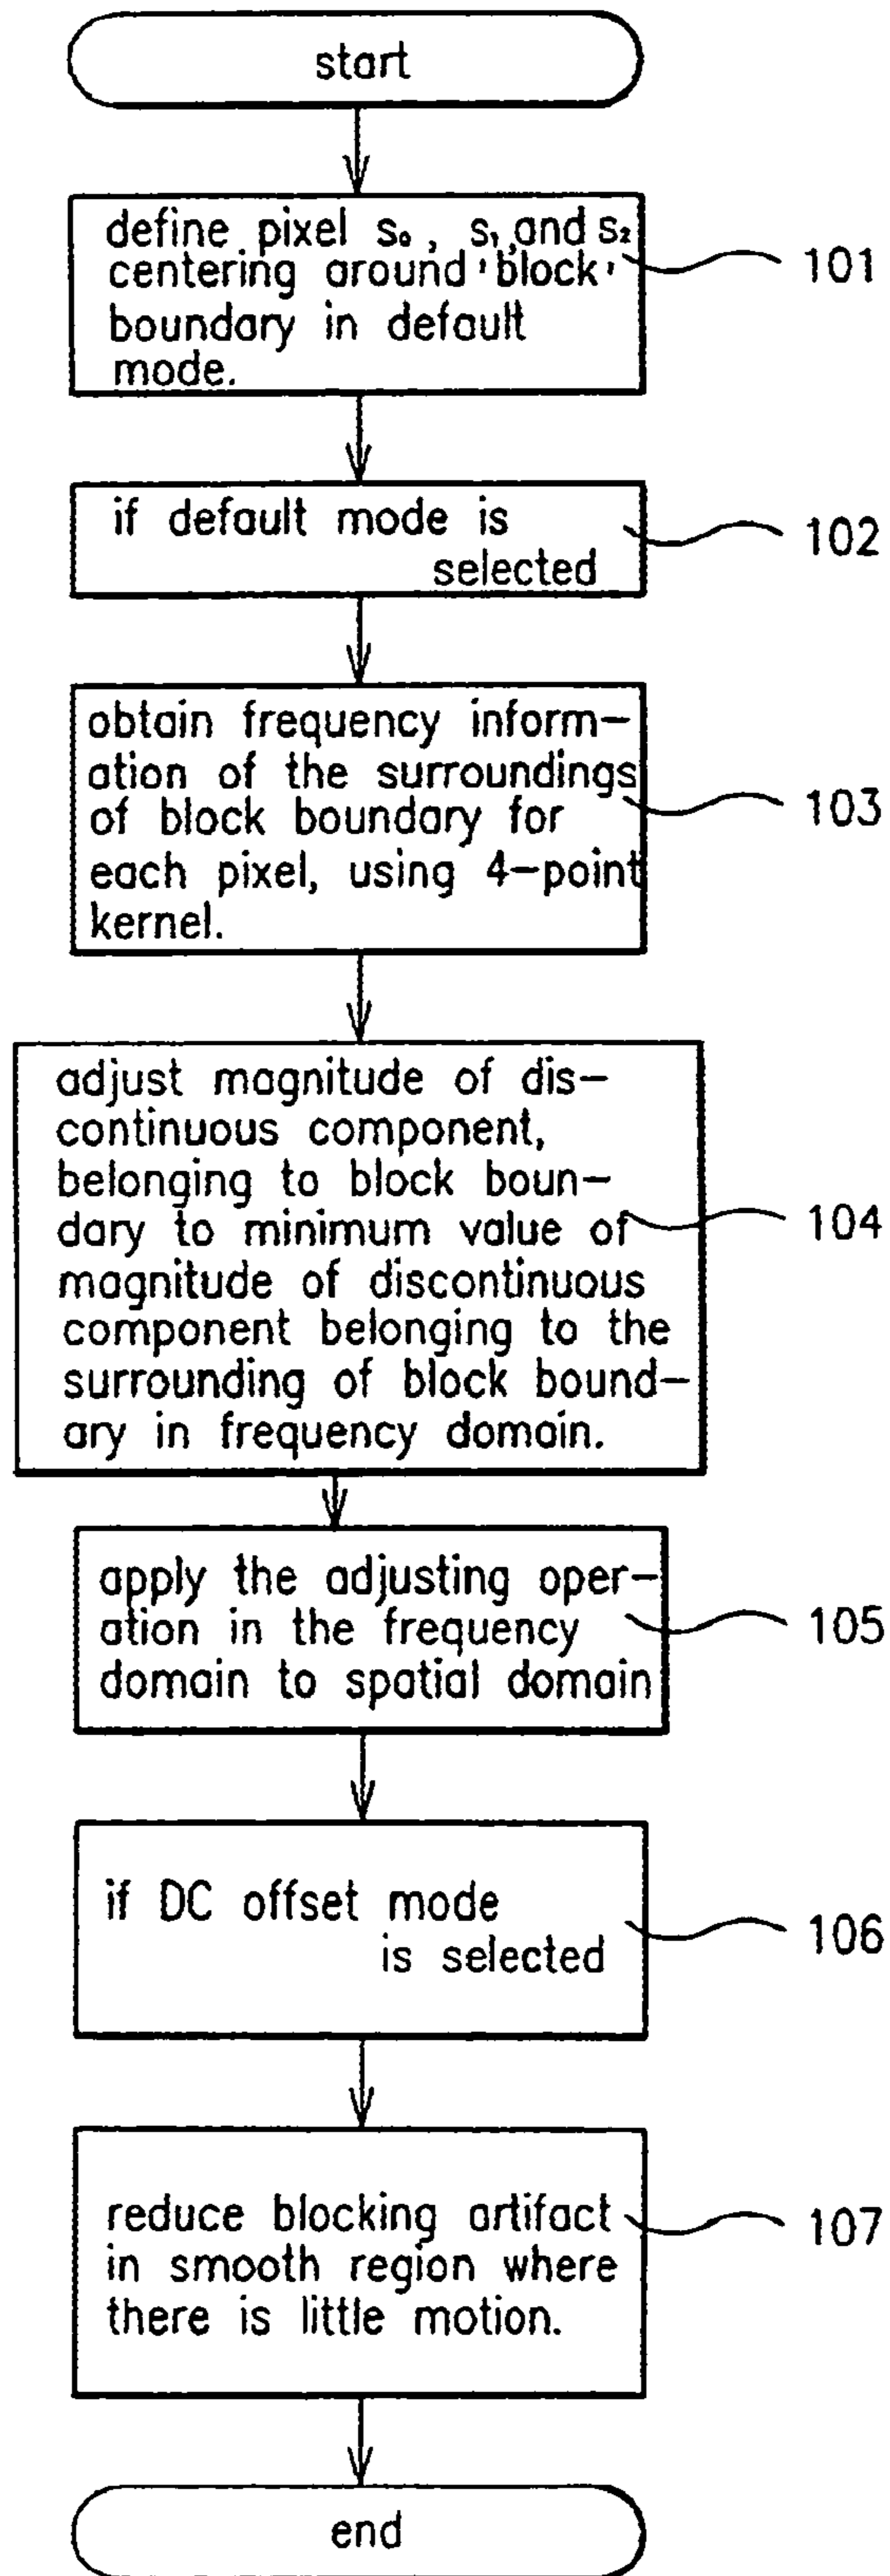 start
define pixel s₀, s₁, and s₂
centering around 'block'
boundary in default
mode.
101
if default mode is
selected
102
obtain frequency inform-
ation of the surroundings
of block boundary for
each pixel, using 4-point
kernel.
103
adjust magnitude of dis-
continuous component,
belonging to block boun-
dary to minimum value of
magnitude of discontinuous
component belonging to the
surrounding of block bound-
ary in frequency domain.
104
apply the adjusting oper-
ation in the frequency
domain to spatial domain
105
if DC offset mode
is selected
106
reduce blocking artifact
in smooth region where
there is little motion.
107
end